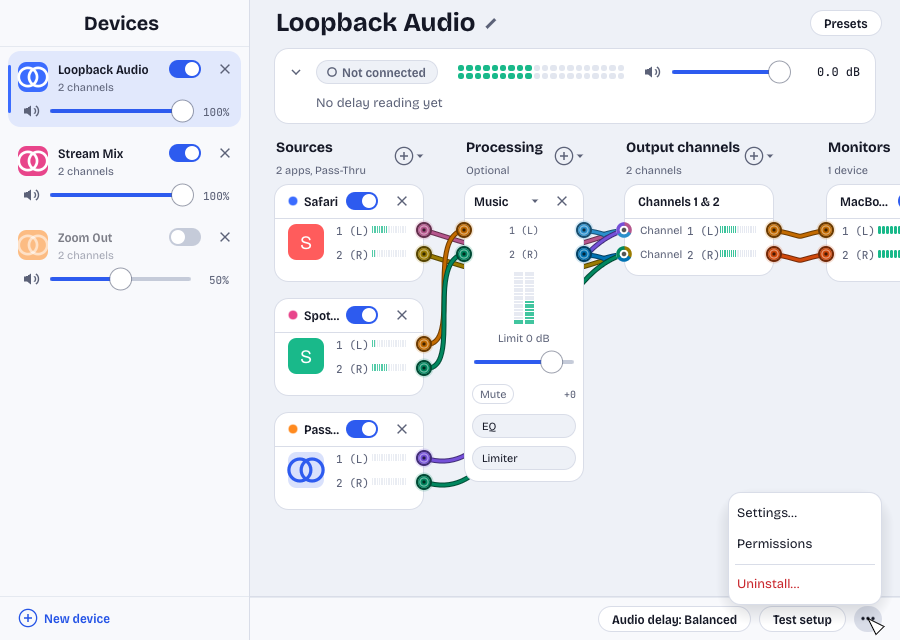 Devices
Loopback Audio
2 channels
100%
Stream Mix
2 channels
100%
Zoom Out
2 channels
50%
New device
Loopback Audio
Presets
Not connected
0.0 dB
No delay reading yet
Sources
2 apps, Pass-Thru
Processing
Optional
Output channels
2 channels
Monitors
1 device
Safari
S
1 (L)
2 (R)
Spot...
S
1 (L)
2 (R)
Pass...
1 (L)
2 (R)
Music
1 (L)
2 (R)
Limit 0 dB
Mute
+0
EQ
Limiter
Channels 1 & 2
Channel 1 (L)
Channel 2 (R)
MacBo...
1 (L)
2 (R)
Settings...
Permissions
Uninstall...
Audio delay: Balanced
Test setup